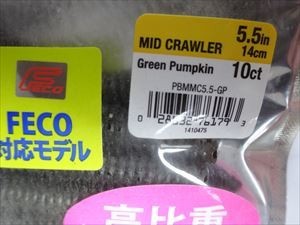 MID CRAWLER
5.5in
14cm
Green Pumpkin
10ct
PBMMC5.5-GP
0 28632 76179 3
1410475
FECO
FECO
対応モデル
高比重